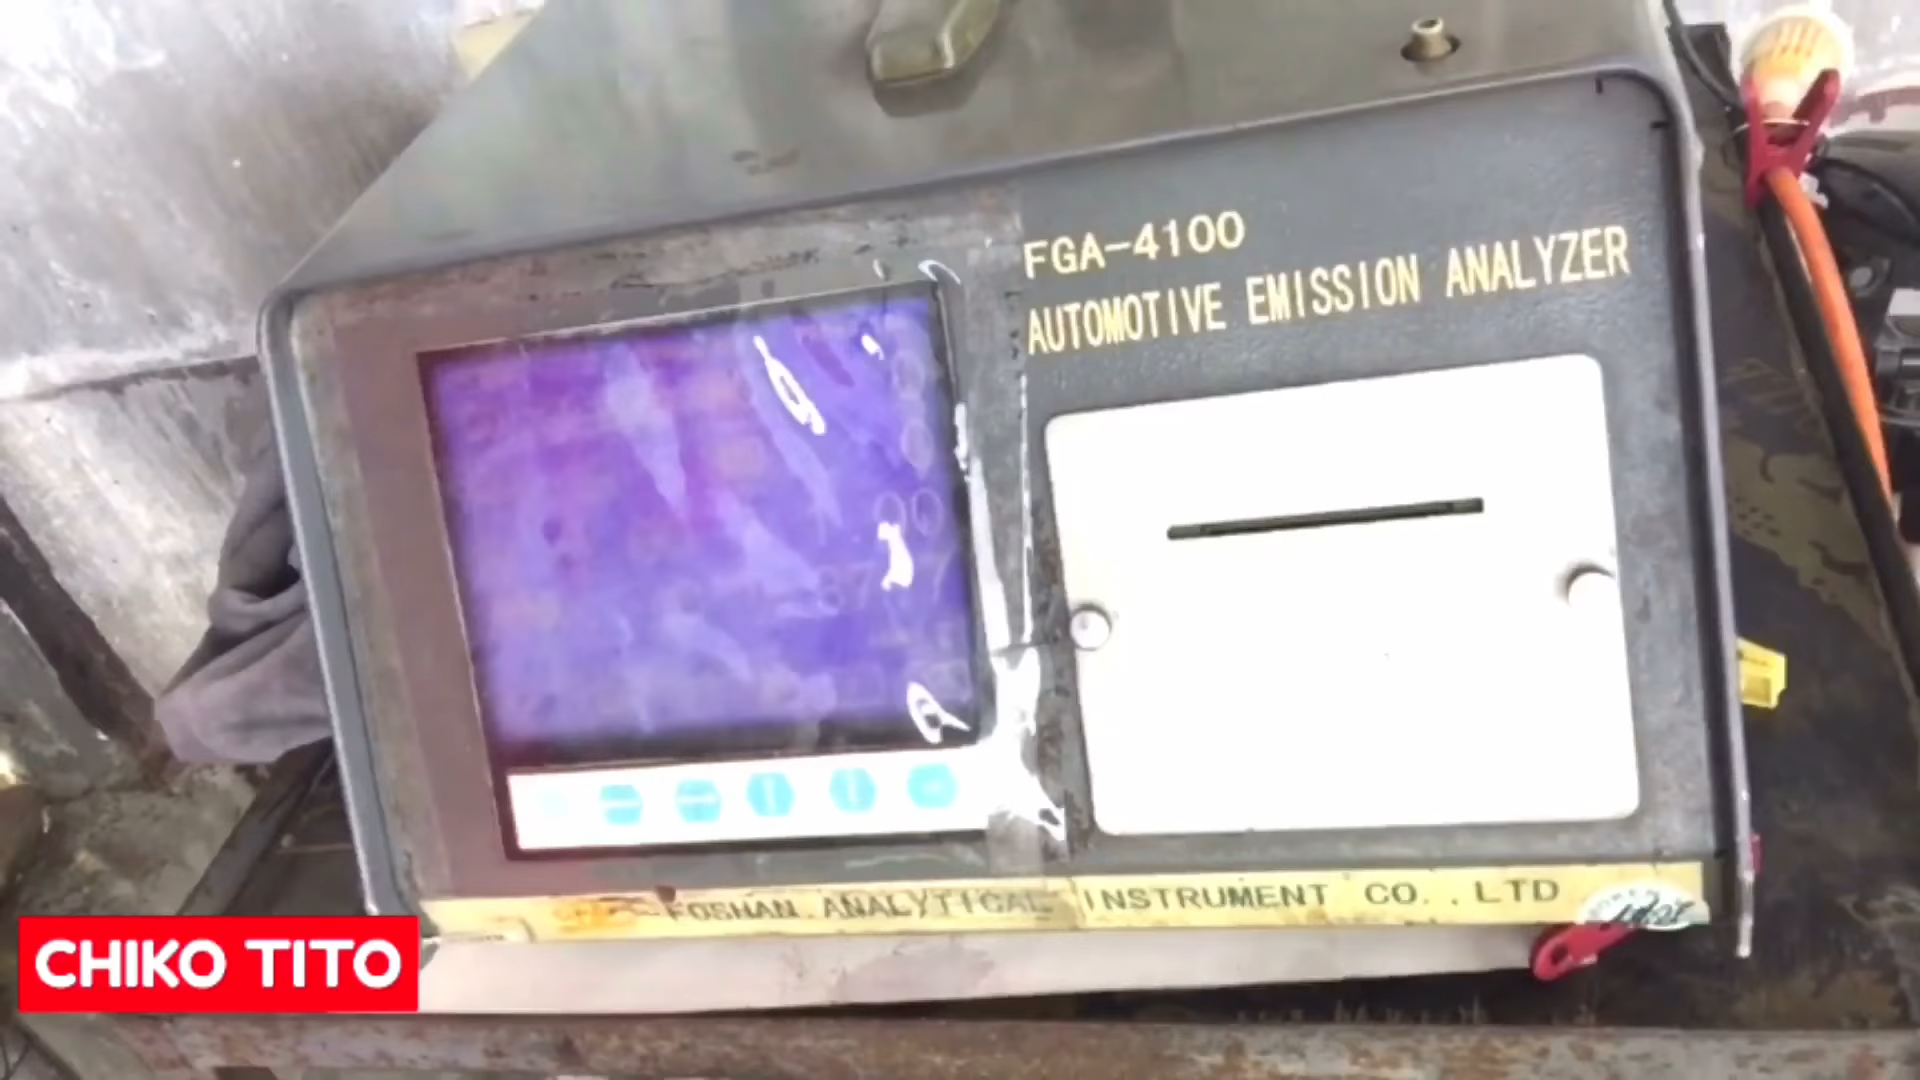 FGA-4100
AUTOMOTIVE EMISSION ANALYZER
FOSHAN ANALYTICAL INSTRUMENT CO., LTD
CHIKO TITO